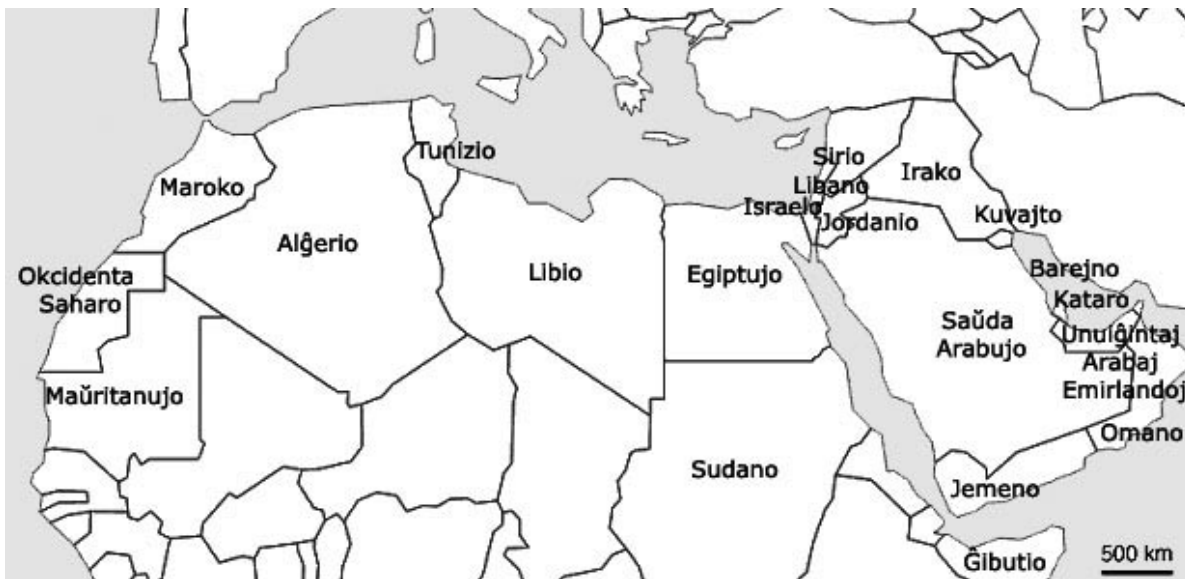 Tunizio
Maroko
Sirio
Libano
Irako
Israelo
Jordanio
Kuvajto
Alĝerio
Libio
Egiptujo
Okcidenta
Saharo
Barejno
Kataro
Saŭda
Arabujo
Unuiĝintaj
Arabaj
Emirlandoj
Maŭritanujo
Omano
Sudano
Jemeno
Ĝibutio
500 km